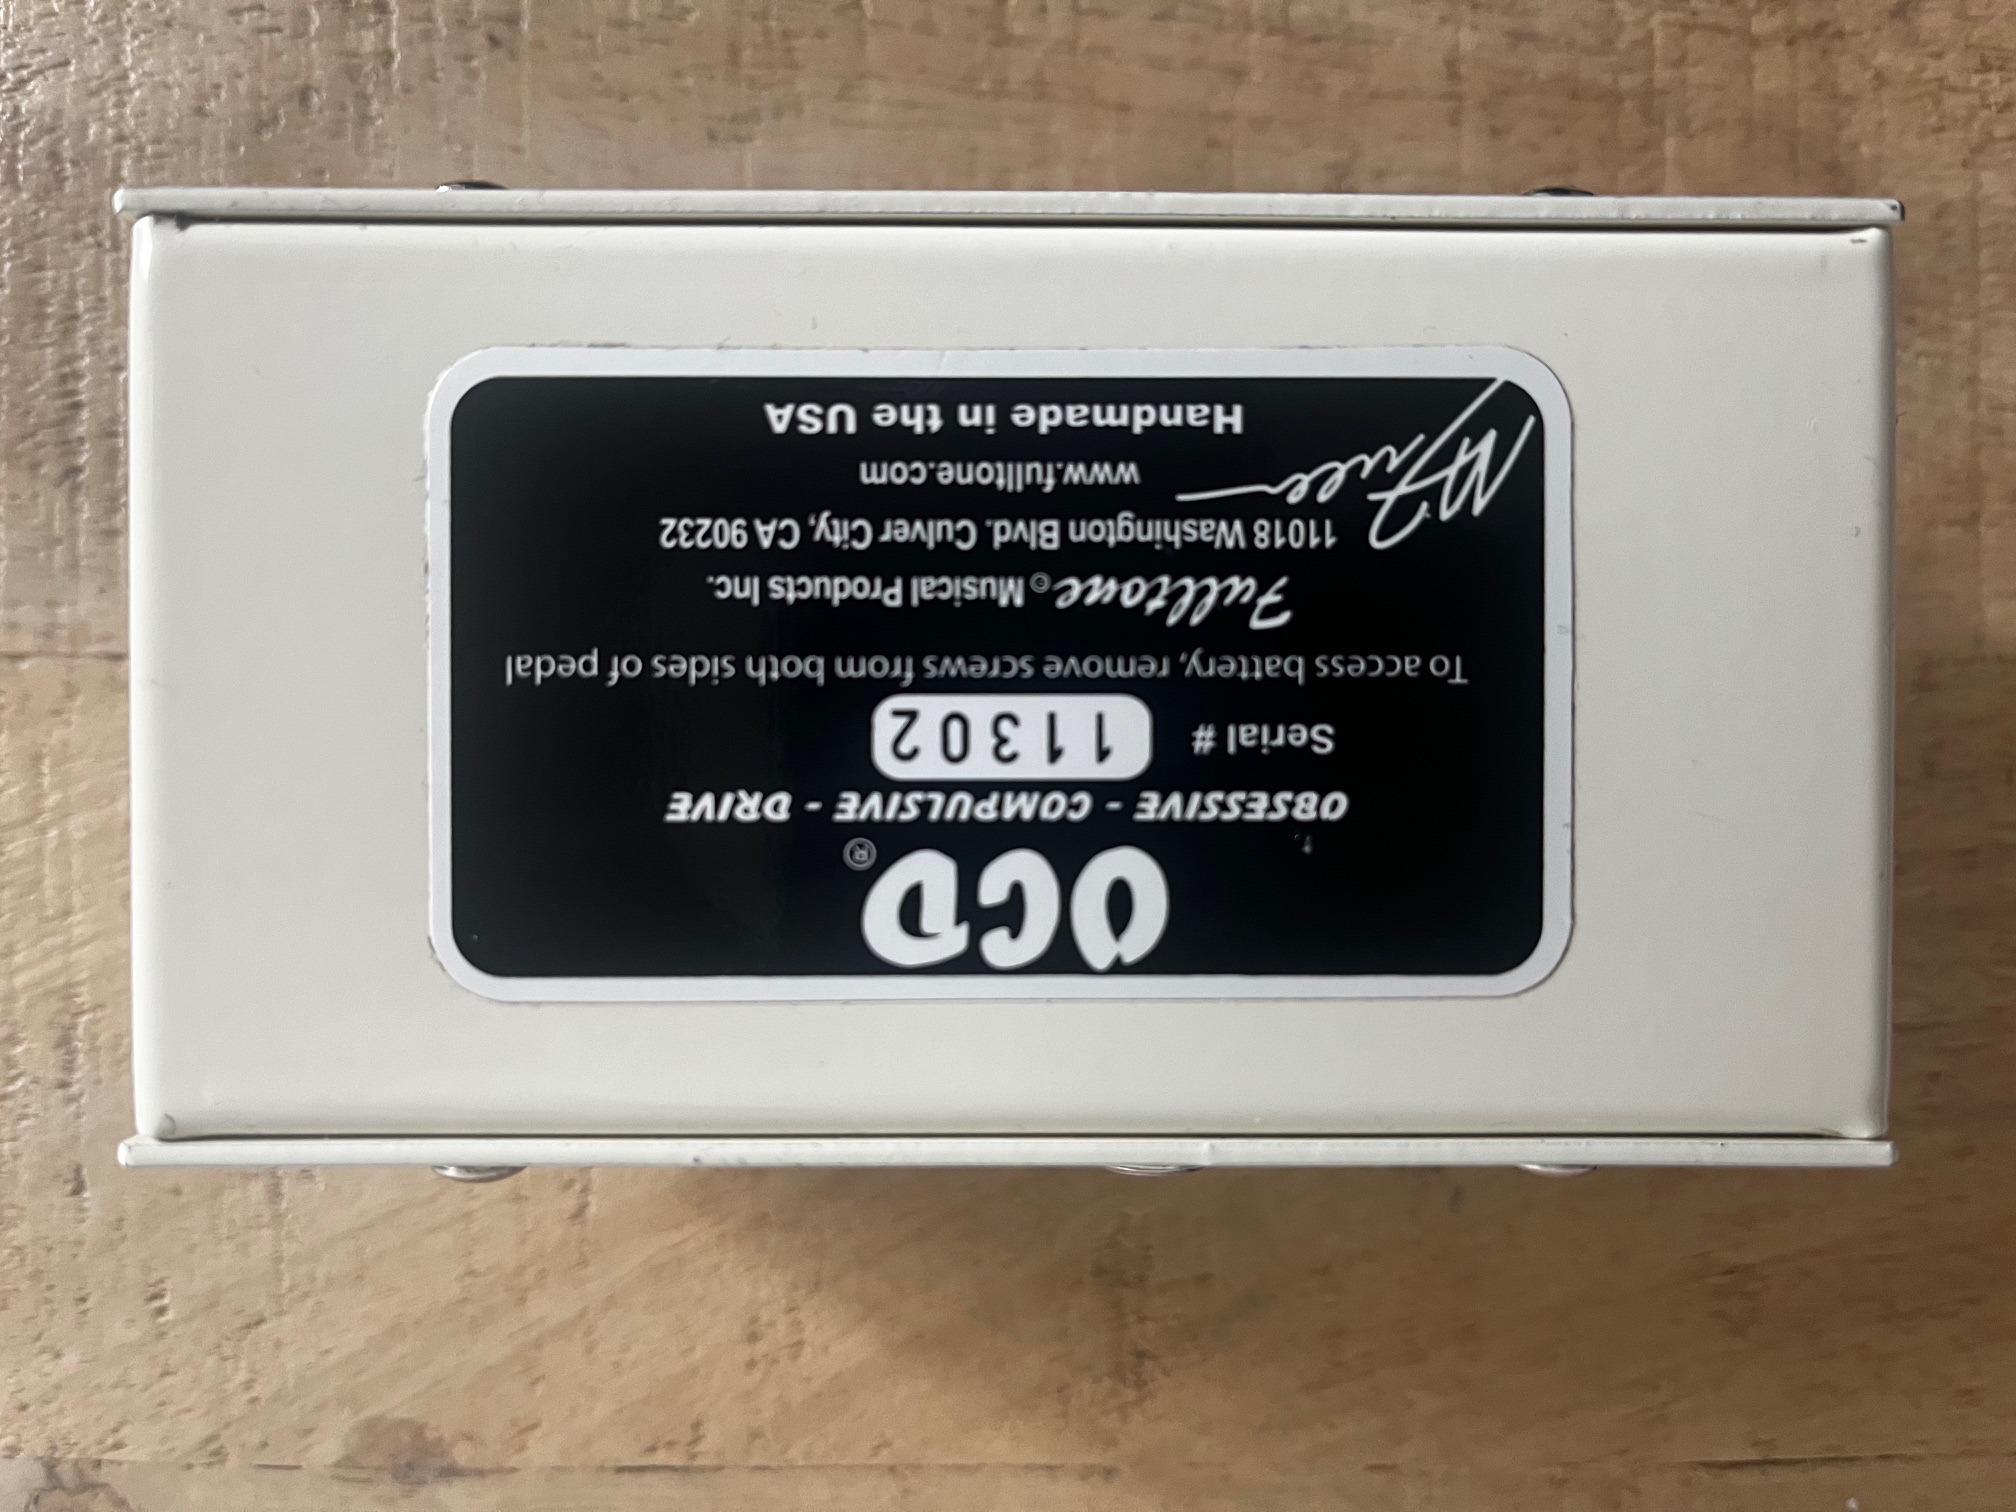 OCD®
OBSESSIVE - COMPULSIVE - DRIVE
Serial # 11302
To access battery, remove screws from both sides of pedal
Fulltone® Musical Products Inc.
11018 Washington Blvd. Culver City, CA 90232
www.fulltone.com
Handmade in the USA
M Fuller